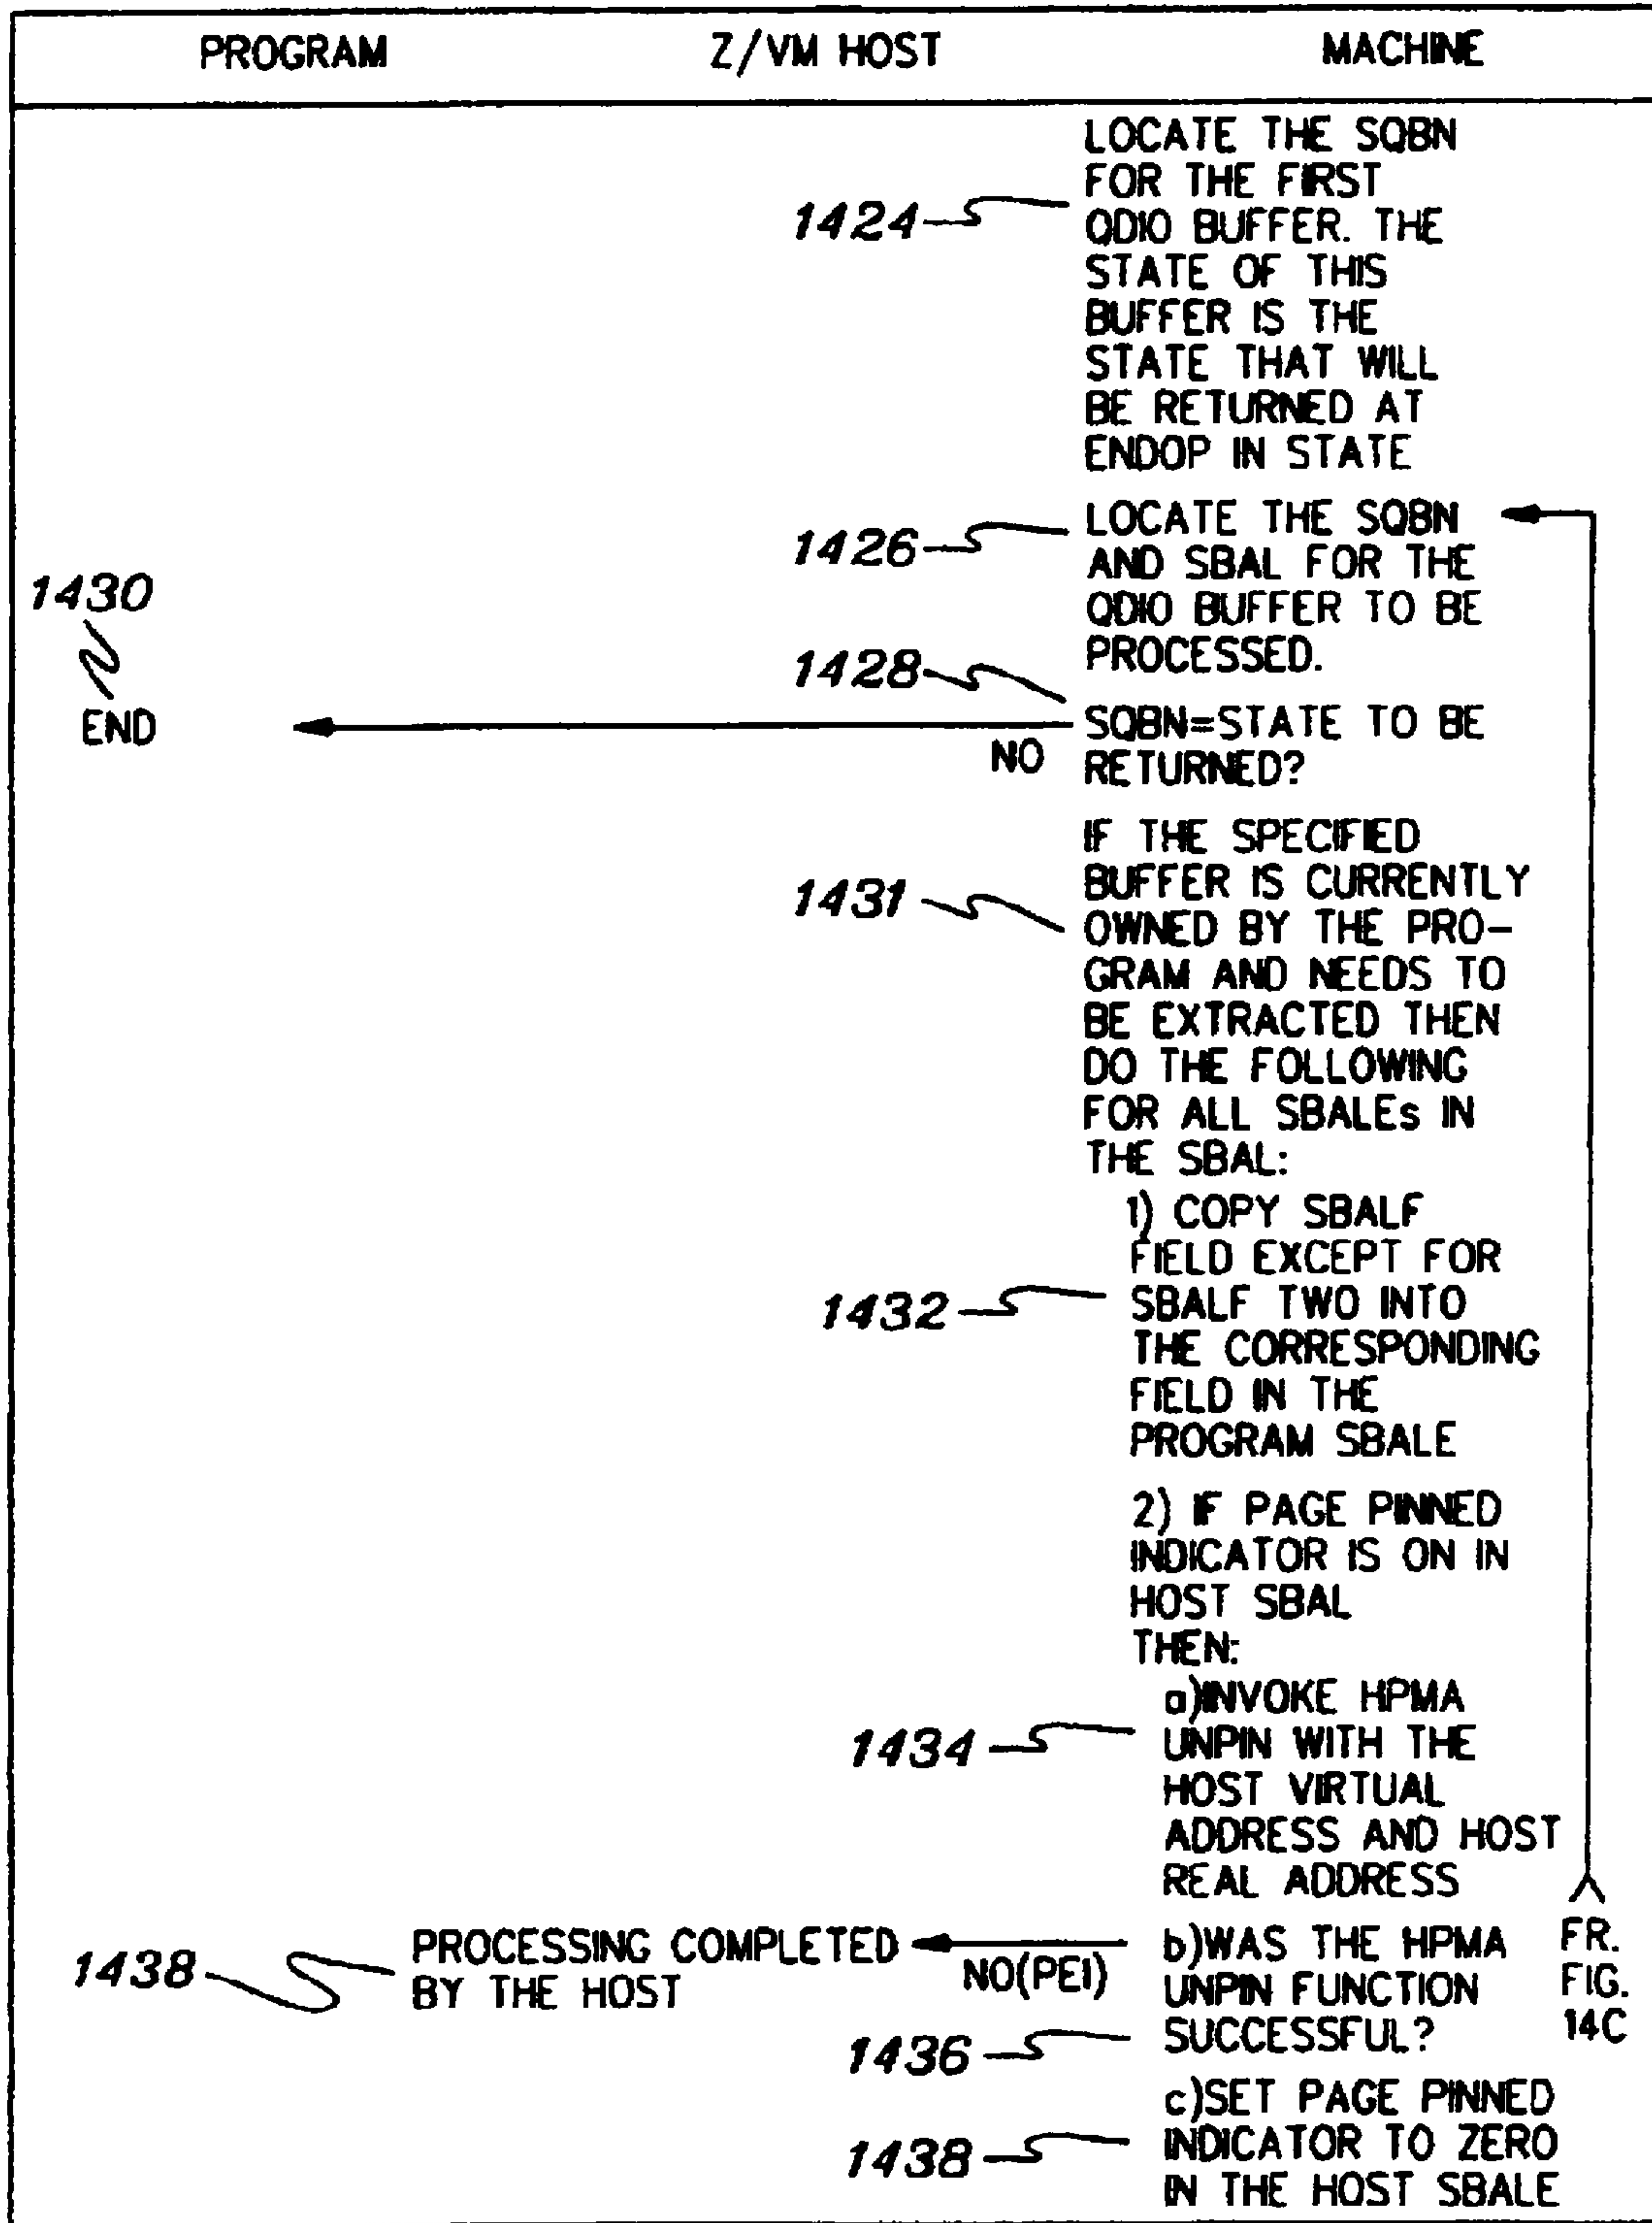 PROGRAM Z/VM HOST MACHINE
LOCATE THE SQBN
FOR THE FIRST
1424
QDIO BUFFER. THE
STATE OF THIS
BUFFER IS THE
STATE THAT WILL
BE RETURNED AT
ENDOP IN STATE
LOCATE THE SQBN
1426
AND SBAL FOR THE
1430
QDIO BUFFER TO BE
PROCESSED.
1428
END
SQBN=STATE TO BE
NO
RETURNED?
IF THE SPECIFIED
BUFFER IS CURRENTLY
1431
OWNED BY THE PRO-
GRAM AND NEEDS TO
BE EXTRACTED THEN
DO THE FOLLOWING
FOR ALL SBALEs IN
THE SBAL:
1) COPY SBALF
FIELD EXCEPT FOR
1432
SBALF TWO INTO
THE CORRESPONDING
FIELD IN THE
PROGRAM SBALE
2) IF PAGE PINNED
INDICATOR IS ON IN
HOST SBAL
THEN:
a)INVOKE HPMA
1434
UNPIN WITH THE
HOST VIRTUAL
ADDRESS AND HOST
REAL ADDRESS
1438
PROCESSING COMPLETED
BY THE HOST
NO(PEI)
b)WAS THE HPMA
UNPIN FUNCTION
SUCCESSFUL?
1436
FR.
FIG.
14C
c)SET PAGE PINNED
1438
INDICATOR TO ZERO
IN THE HOST SBALE